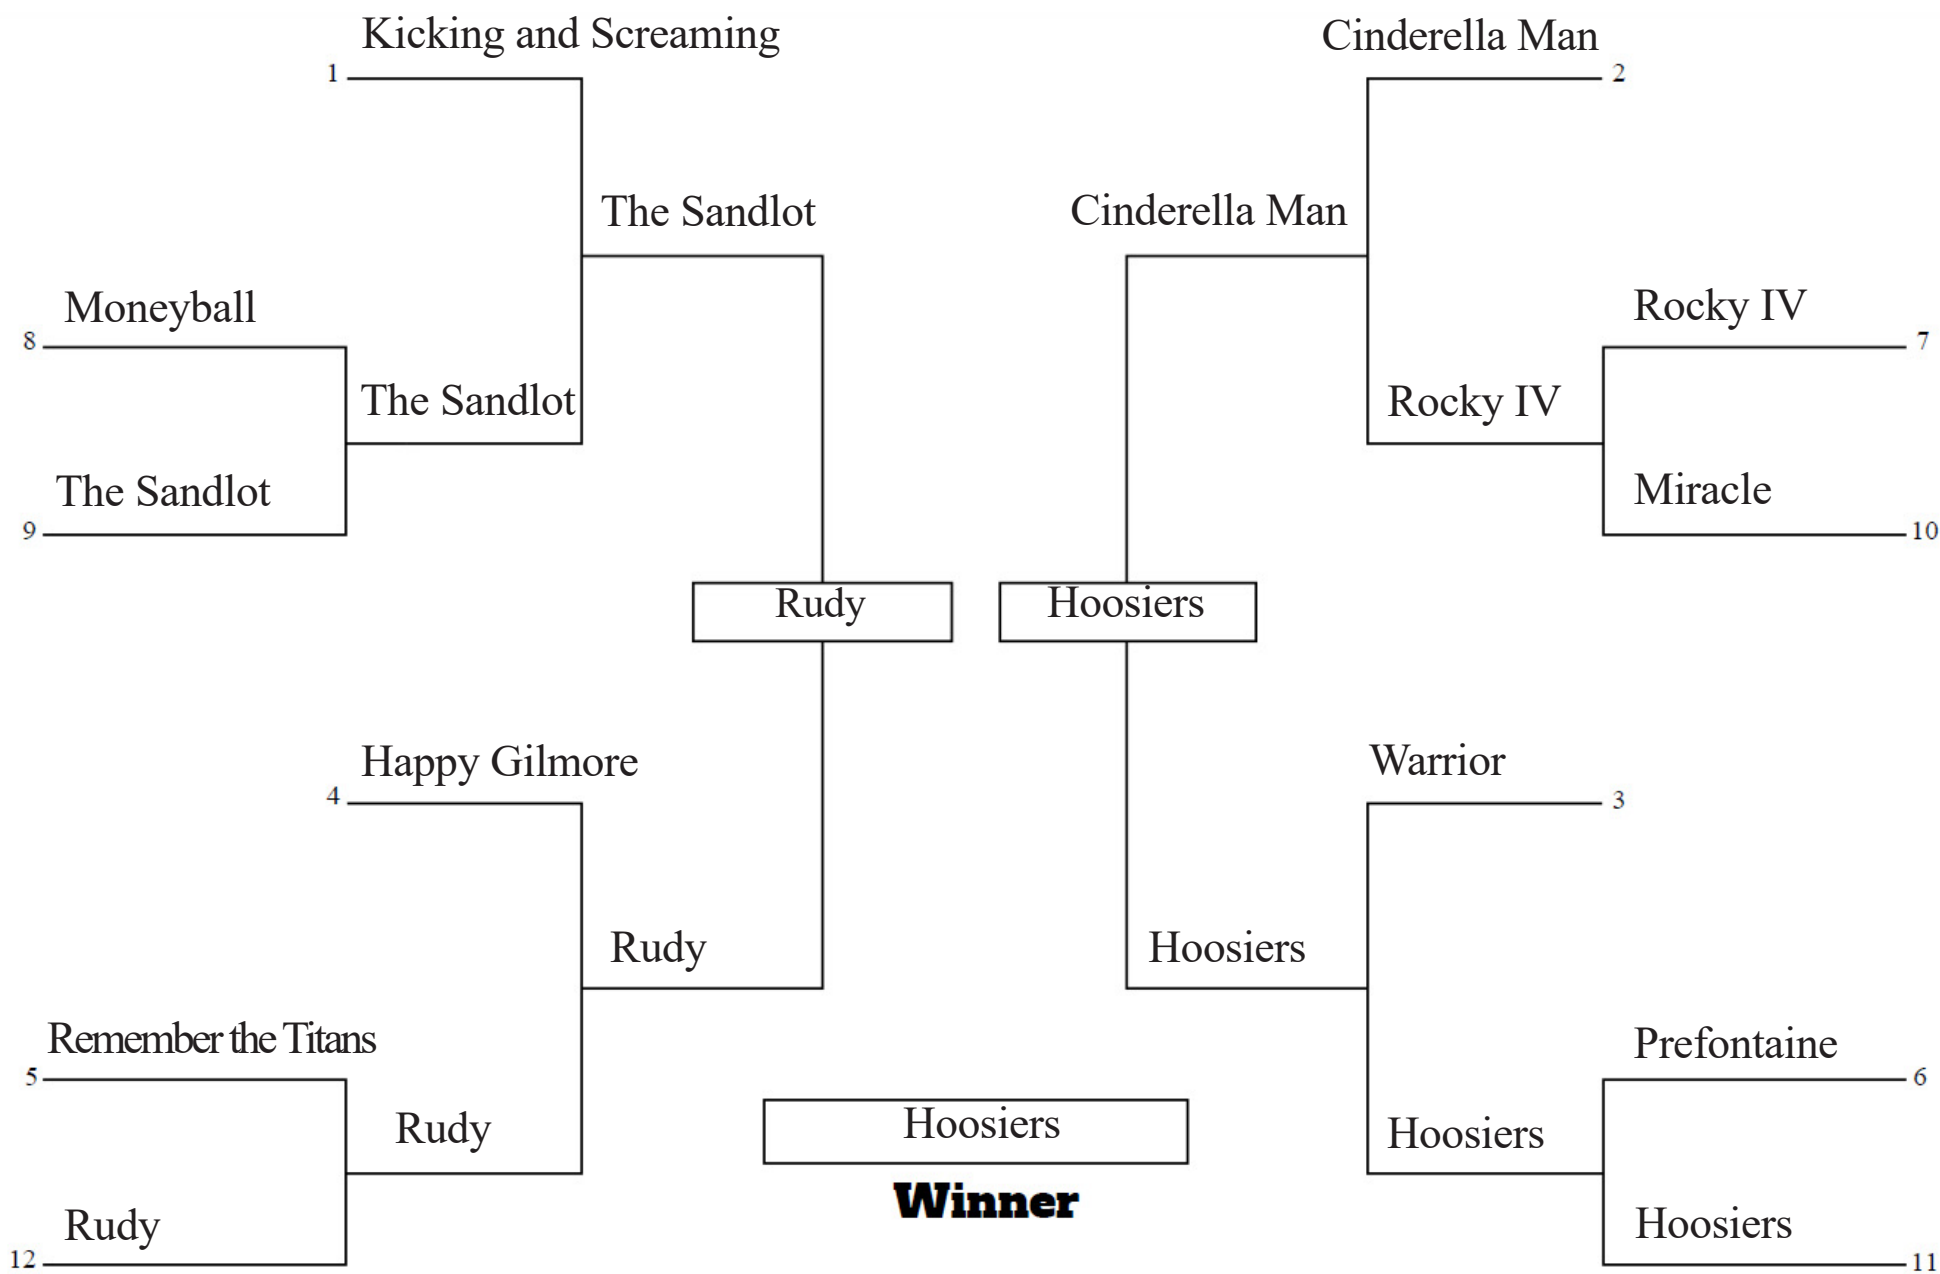 Kicking and Screaming
1
The Sandlot
Moneyball
8
The Sandlot
The Sandlot
9
Rudy
Happy Gilmore
4
Rudy
Remember the Titans
5
Rudy
Rudy
12
Cinderella Man
2
Cinderella Man
Rocky IV
7
Rocky IV
Miracle
10
Hoosiers
Warrior
3
Hoosiers
Prefontaine
6
Hoosiers
Hoosiers
11
Hoosiers
Winner